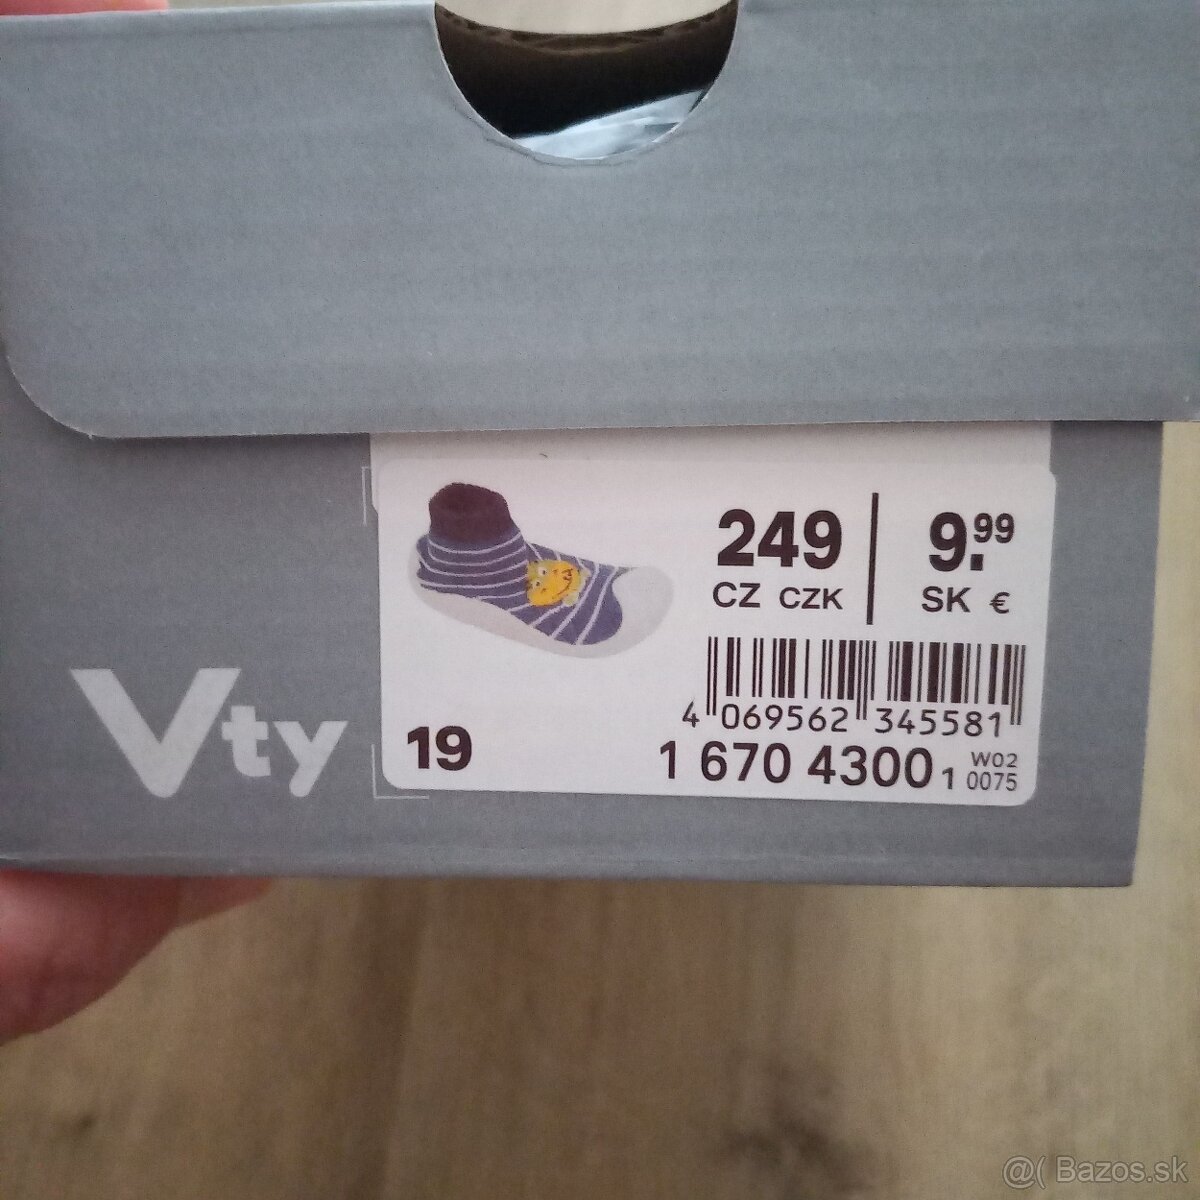 249 | 9.99
CZ CZK SK €
4 069562 345581
19
1 670 4300 1 W02 0075
Vty
@( Bazos.sk